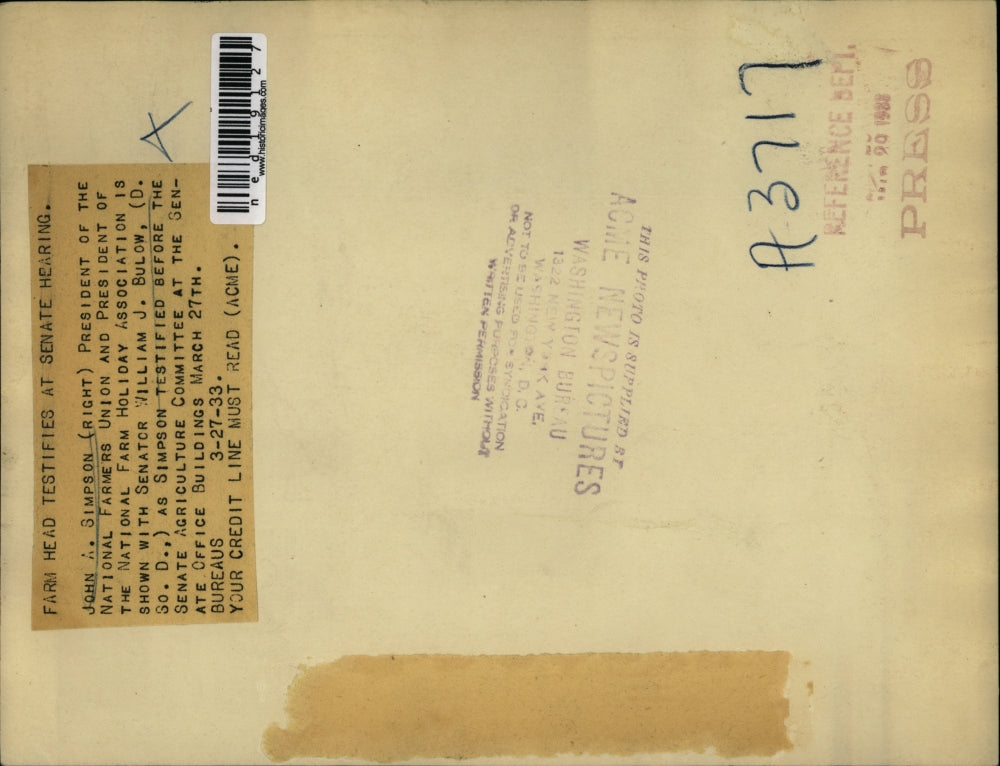 FARM HEAD TESTIFIES AT SENATE HEARING.
JOHN A. SIMPSON (RIGHT) PRESIDENT OF THE
NATIONAL FARMERS UNION AND PRESIDENT OF
THE NATIONAL FARM HOLIDAY ASSOCIATION IS
SHOWN WITH SENATOR WILLIAM J. BULOW, (D.
SO. D.,) AS SIMPSON TESTIFIED BEFORE THE
SENATE AGRICULTURE COMMITTEE AT THE SEN-
ATE OFFICE BUILDINGS MARCH 27TH.
BUREAUS 3-27-33.
YOUR CREDIT LINE MUST READ (ACME).
A
ned19127
www.historicimages.com
THIS PHOTO IS SUPPLIED BY
ACME NEWSPICTURES
WASHINGTON BUREAU
1322 NEW YORK AVE.
WASHINGTON, D.C.
NOT TO BE USED FOR SYNDICATION
OR ADVERTISING PURPOSES WITHOUT
WRITTEN PERMISSION
A3717
REFERENCE DEPT.
PRESS